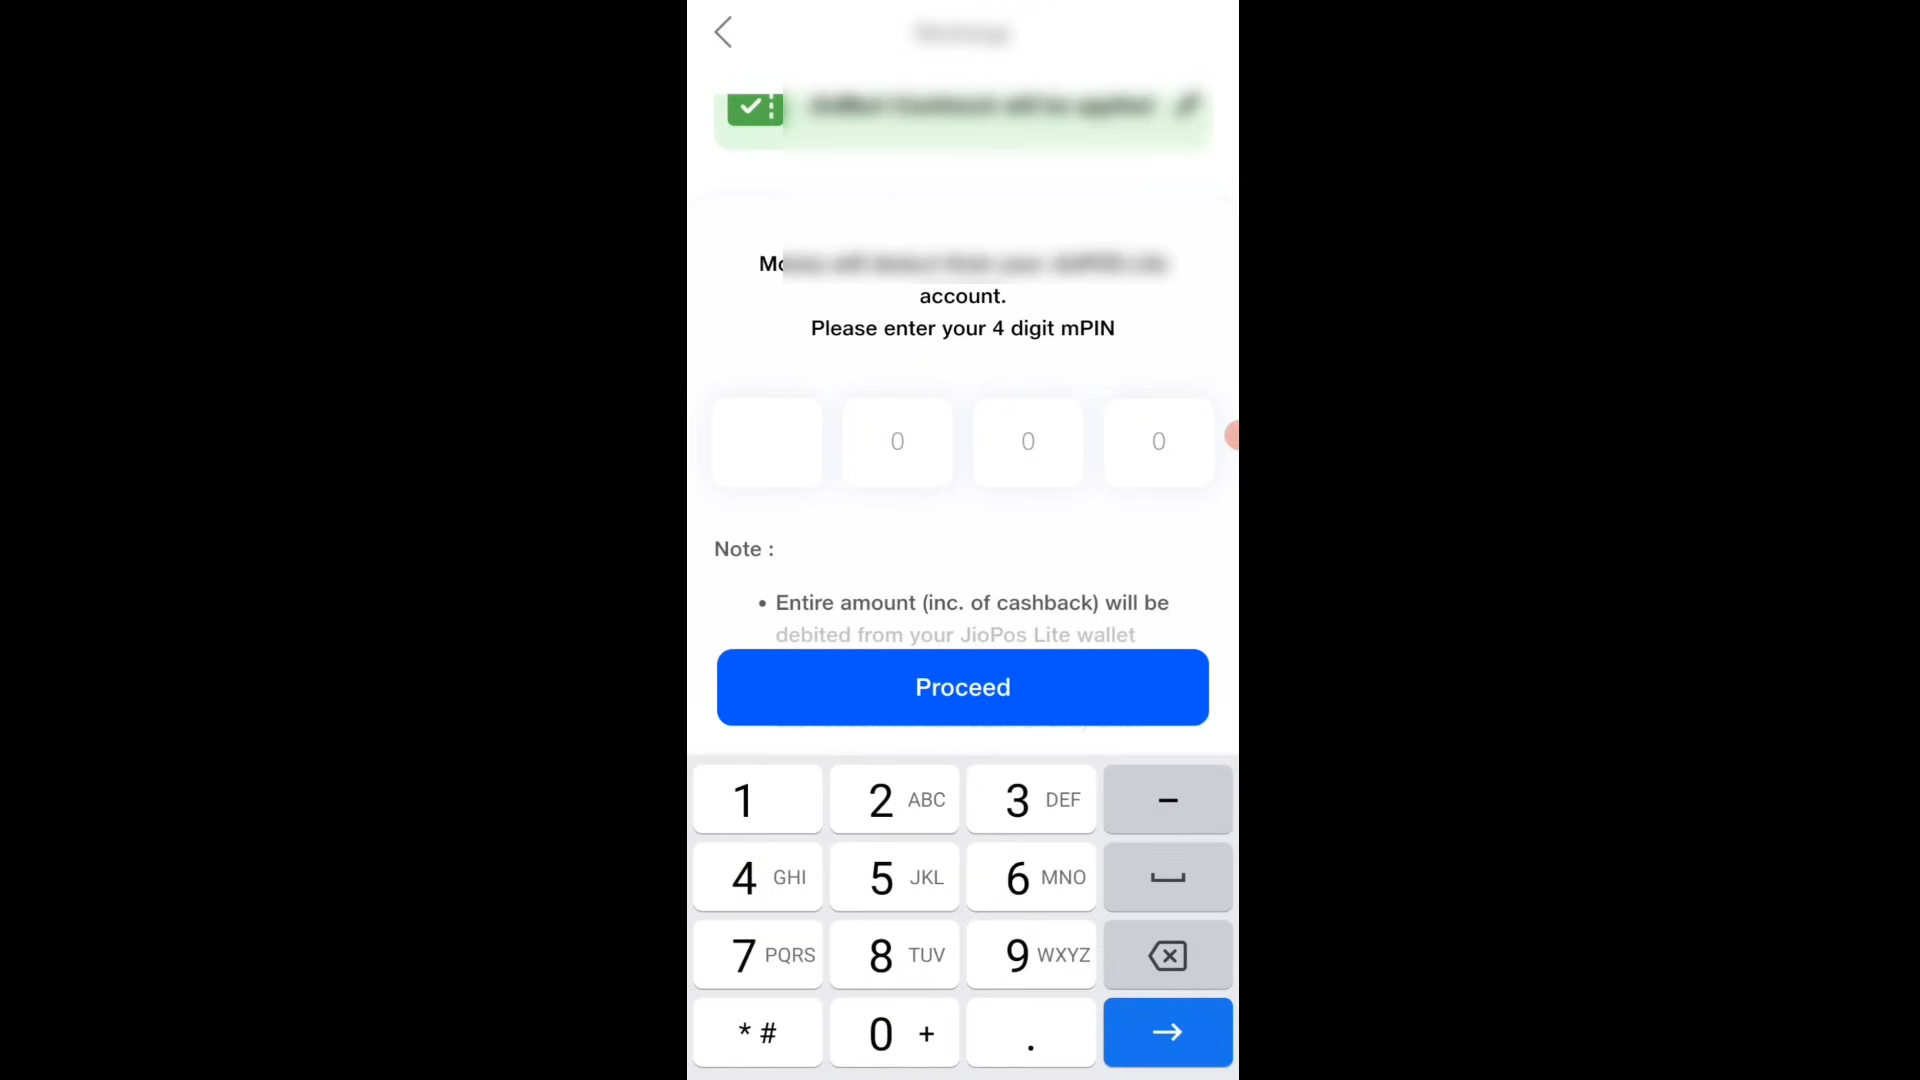 account.
Please enter your 4 digit mPIN
0 0 0
Note :
• Entire amount (inc. of cashback) will be
debited from your JioPos Lite wallet
Proceed
1 2 ABC 3 DEF –
4 GHI 5 JKL 6 MNO
7 PQRS 8 TUV 9 WXYZ
* # 0 + .